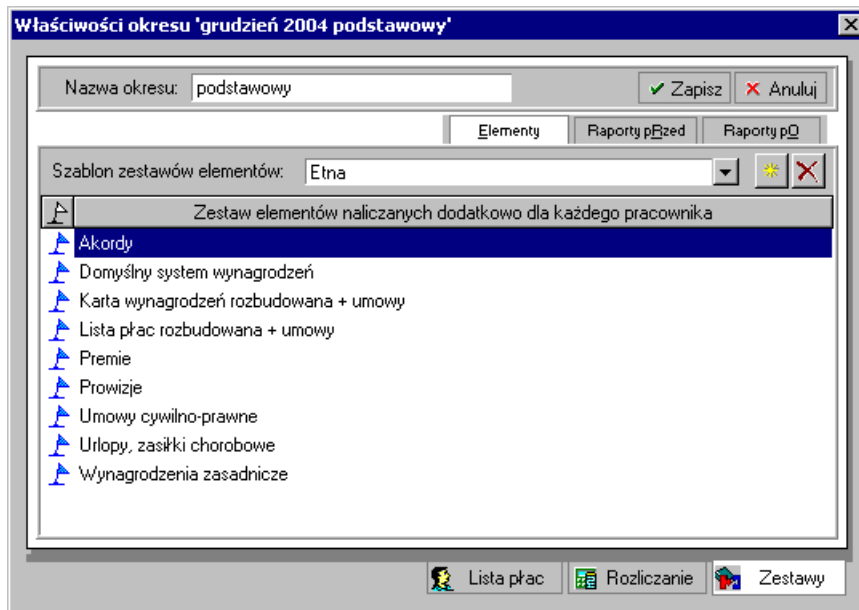 Właściwości okresu 'grudzień 2004 podstawowy'
Nazwa okresu: podstawowy Zapisz Anuluj
Elementy Raporty pRzed Raporty pO
Szablon zestawów elementów: Etna
Zestaw elementów naliczanych dodatkowo dla każdego pracownika
Akordy
Domyślny system wynagrodzeń
Karta wynagrodzeń rozbudowana + umowy
Lista płac rozbudowana + umowy
Premie
Prowizje
Umowy cywilno-prawne
Urlopy, zasiłki chorobowe
Wynagrodzenia zasadnicze
Lista płac Rozliczanie Zestawy